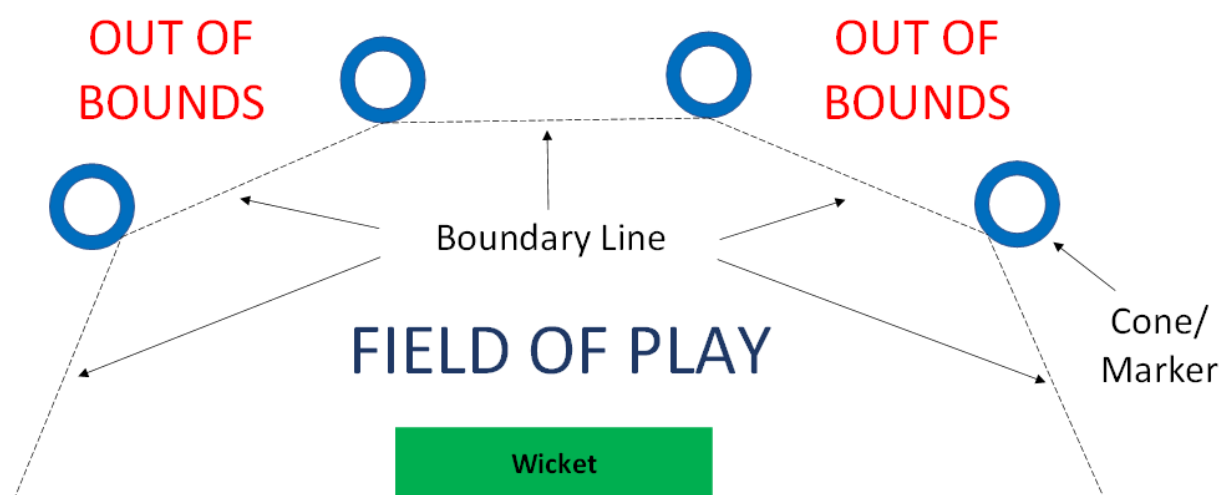 OUT OF
BOUNDS
OUT OF
BOUNDS
Boundary Line
Cone/
Marker
FIELD OF PLAY
Wicket